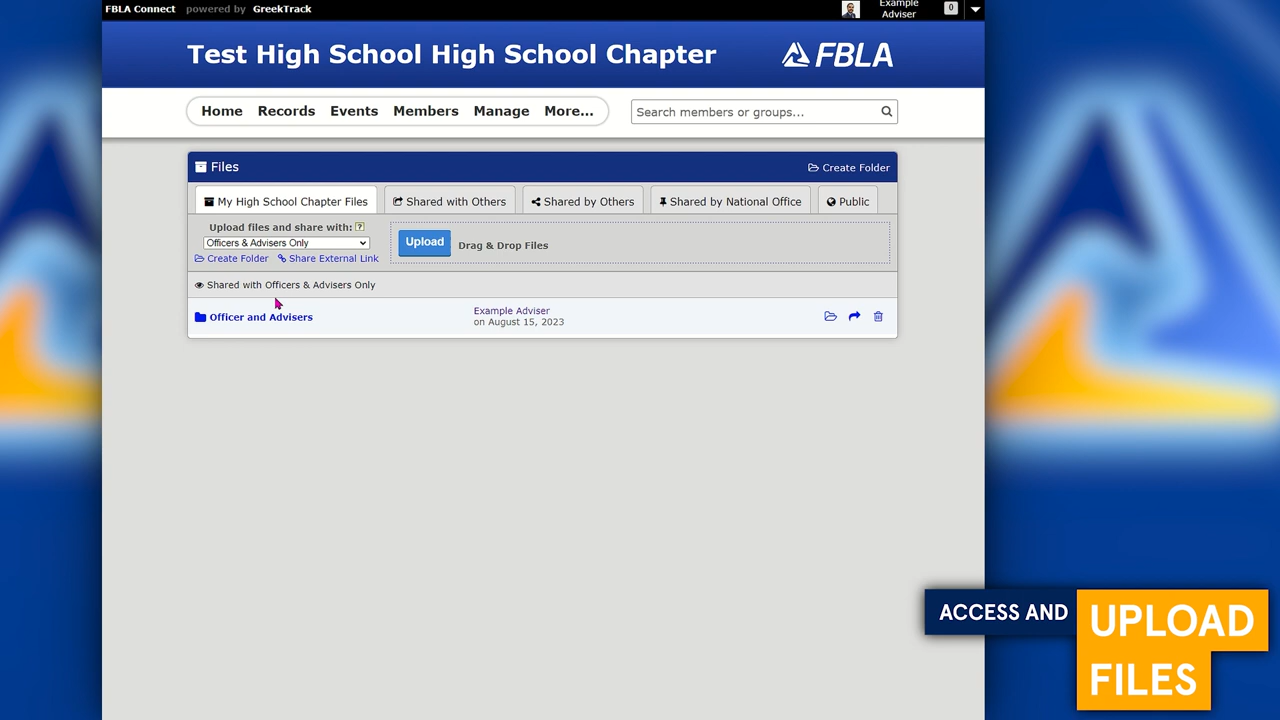 FBLA Connect powered by GreekTrack
Example Adviser
0
Test High School High School Chapter
FBLA
Home Records Events Members Manage More...
Search members or groups...
Files
Create Folder
My High School Chapter Files
Shared with Others
Shared by Others
Shared by National Office
Public
Upload files and share with: ?
Officers & Advisers Only
Create Folder Share External Link
Upload Drag & Drop Files
Shared with Officers & Advisers Only
Officer and Advisers
Example Adviser
on August 15, 2023
ACCESS AND
UPLOAD
FILES